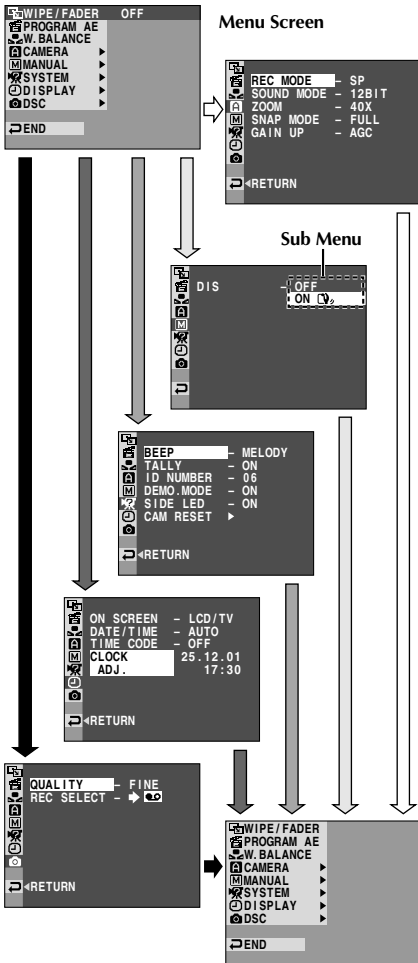 WIPE/FADER OFF
PROGRAM AE
W. BALANCE
CAMERA
M MANUAL
SYSTEM
DISPLAY
DSC
END
Menu Screen
REC MODE – SP
SOUND MODE – 12BIT
ZOOM – 40X
SNAP MODE – FULL
GAIN UP – AGC
RETURN
Sub Menu
DIS – OFF
ON
BEEP – MELODY
TALLY – ON
ID NUMBER – 06
DEMO.MODE – ON
SIDE LED – ON
CAM RESET
RETURN
ON SCREEN – LCD/TV
DATE/TIME – AUTO
TIME CODE – OFF
CLOCK 25.12.01
ADJ. 17:30
RETURN
QUALITY – FINE
REC SELECT –
RETURN
WIPE/FADER
PROGRAM AE
W. BALANCE
CAMERA
M MANUAL
SYSTEM
DISPLAY
DSC
END